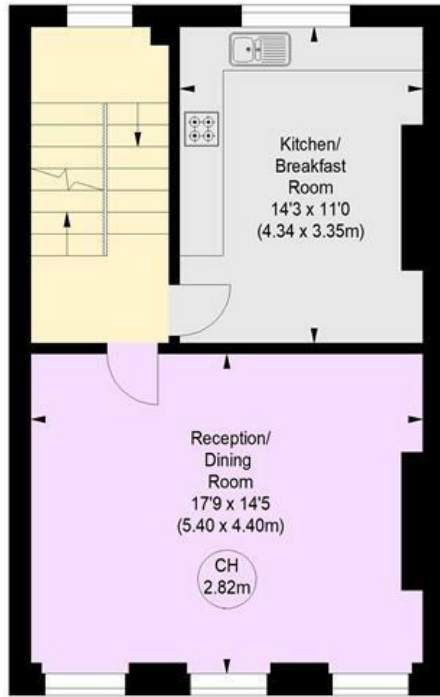 Kitchen/
Breakfast
Room
14'3 x 11'0
(4.34 x 3.35m)
Reception/
Dining
Room
17'9 x 14'5
(5.40 x 4.40m)
CH
2.82m